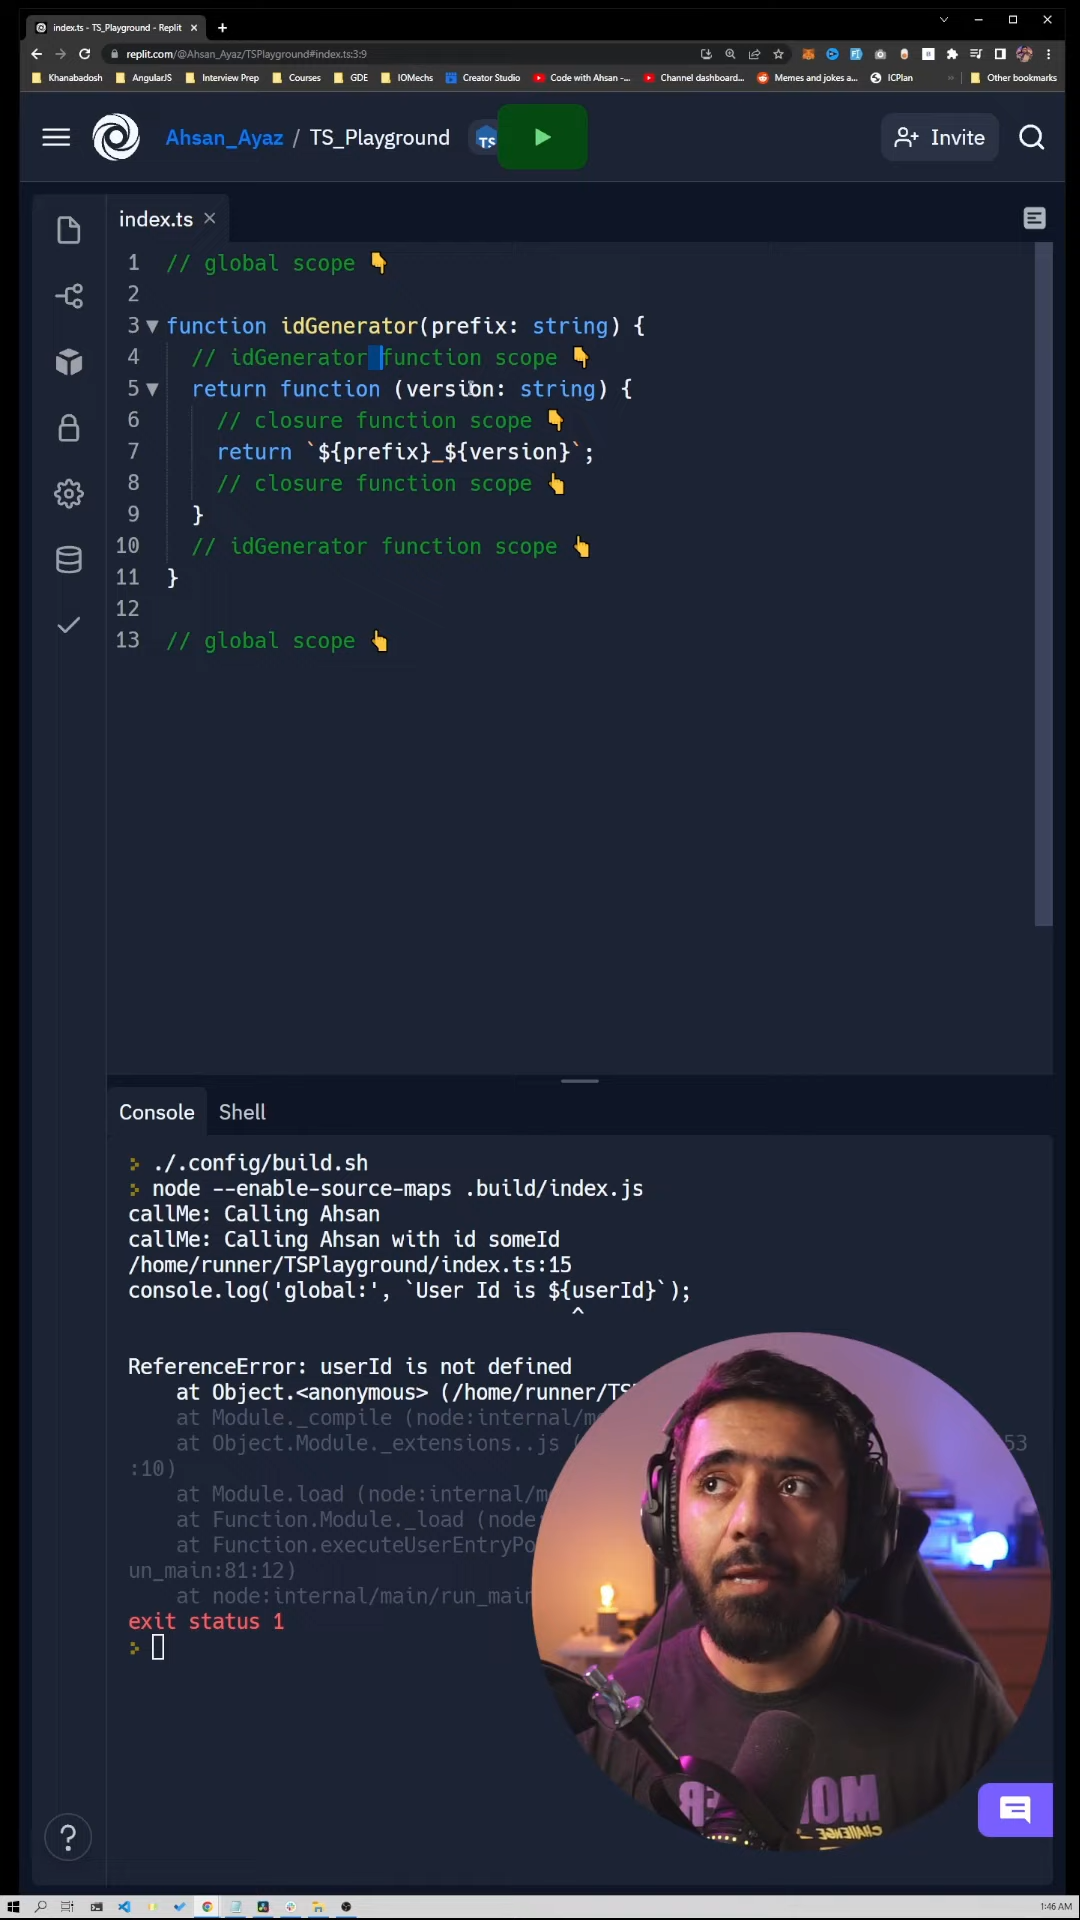 index.ts - TS_Playground - Replit
replit.com/@Ahsan_Ayaz/TSPlayground#index.ts:3:9
Khanabadosh AngularJS Interview Prep Courses GDE IOMechs Creator Studio Code with Ahsan -... Channel dashboard... Memes and jokes a... ICPlan Other bookmarks
Ahsan_Ayaz / TS_Playground TS Invite
index.ts
1 // global scope 👇
2
3 function idGenerator(prefix: string) {
4 // idGenerator function scope 👇
5 return function (version: string) {
6 // closure function scope 👇
7 return `${prefix}_${version}`;
8 // closure function scope 👆
9 }
10 // idGenerator function scope 👆
11 }
12
13 // global scope 👆
Console Shell
./.config/build.sh
node --enable-source-maps .build/index.js
callMe: Calling Ahsan
callMe: Calling Ahsan with id someId
/home/runner/TSPlayground/index.ts:15
console.log('global:', `User Id is ${userId}`);
^
ReferenceError: userId is not defined
at Object.<anonymous> (/home/runner/TS
at Module._compile (node:internal/m
at Object.Module._extensions..js ( 53
:10)
at Module.load (node:internal/m
at Function.Module._load (node:
at Function.executeUserEntryPo
un_main:81:12)
at node:internal/main/run_main
exit status 1
CHALLENGE
?
1:46 AM